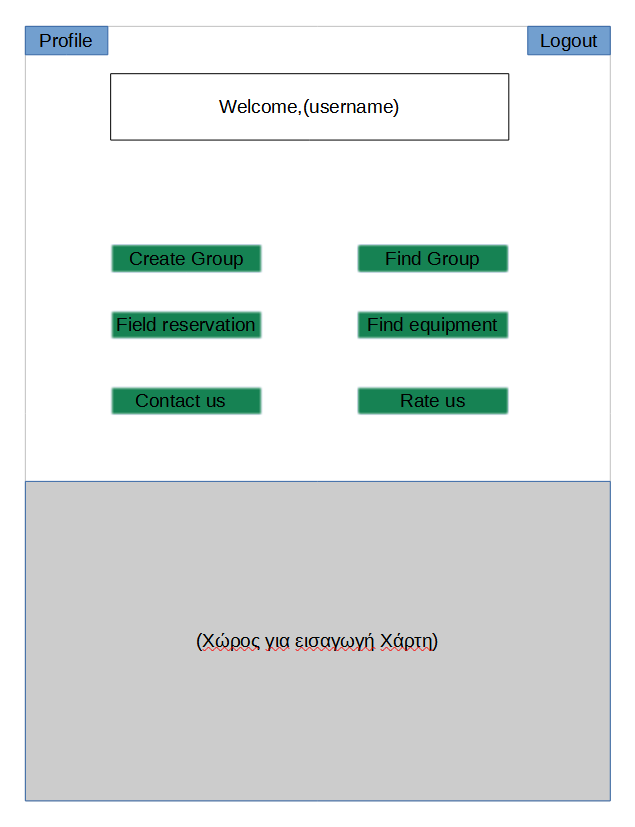 Profile
Logout
Welcome,(username)
Create Group
Find Group
Field reservation
Find equipment
Contact us
Rate us
(Χώρος για εισαγωγή Χάρτη)